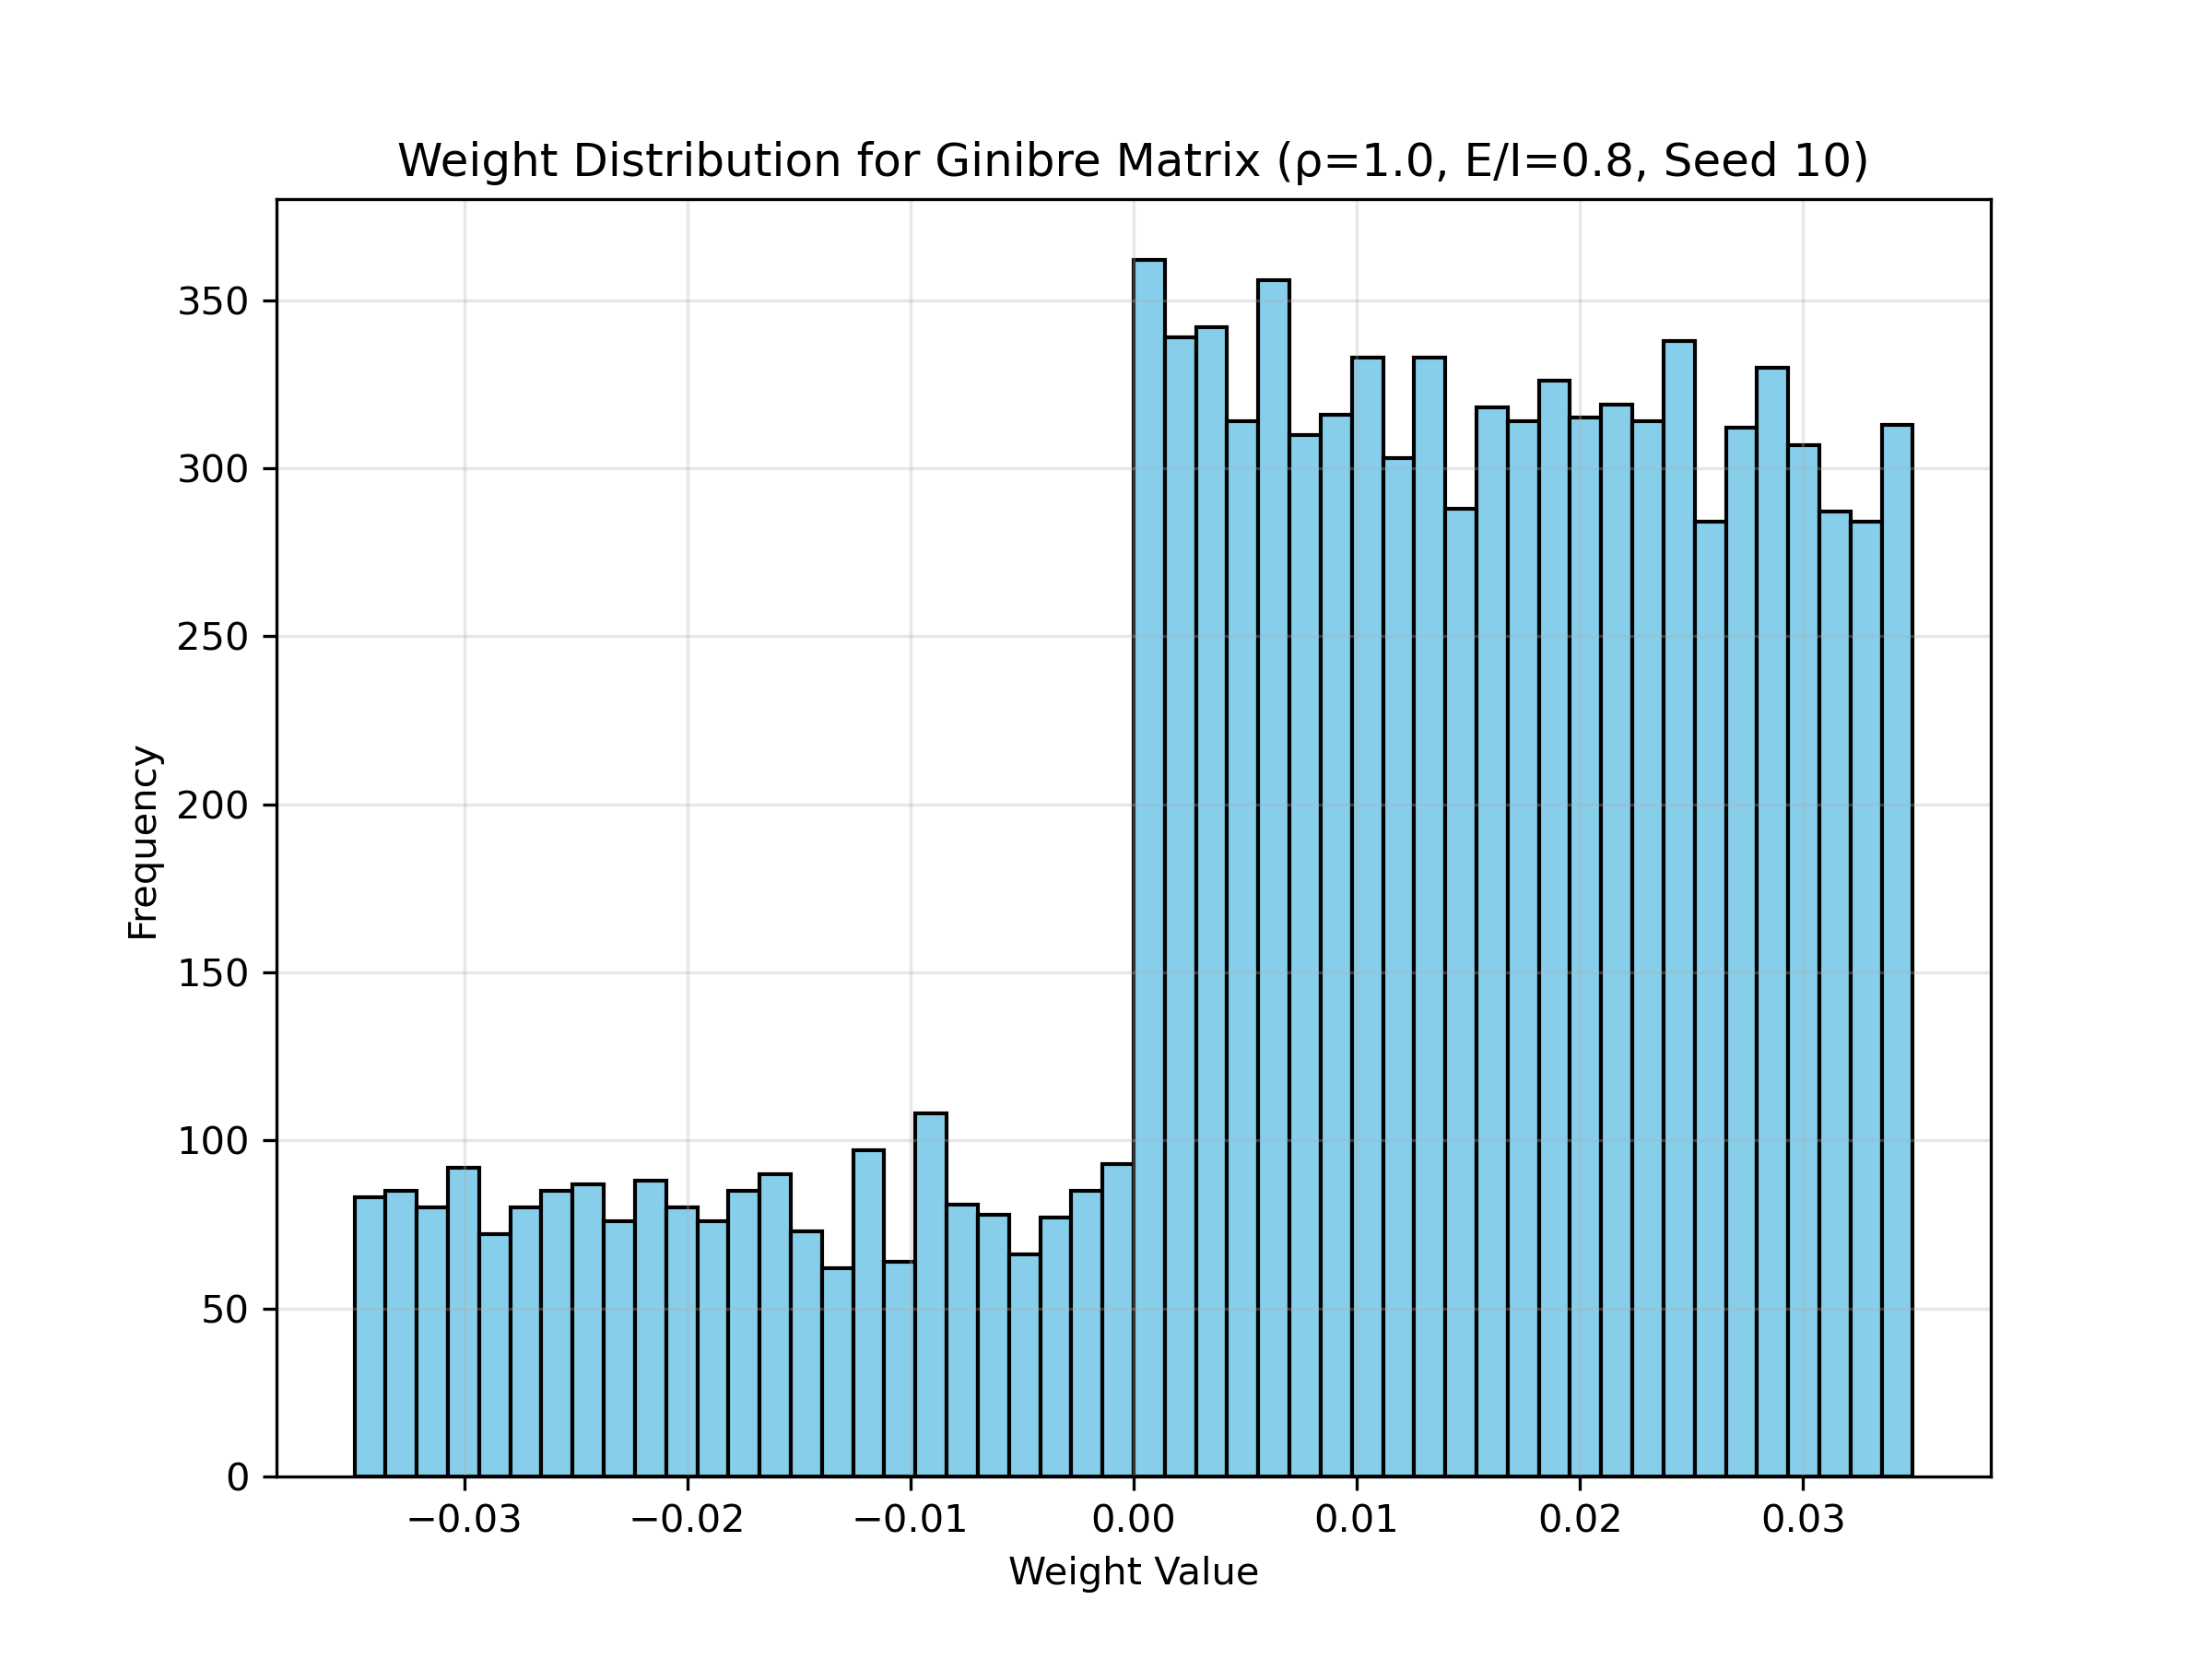 Weight Distribution for Ginibre Matrix (ρ=1.0, E/I=0.8, Seed 10)
350
300
250
200
150
100
50
0
Frequency
−0.03 −0.02 −0.01 0.00 0.01 0.02 0.03
Weight Value